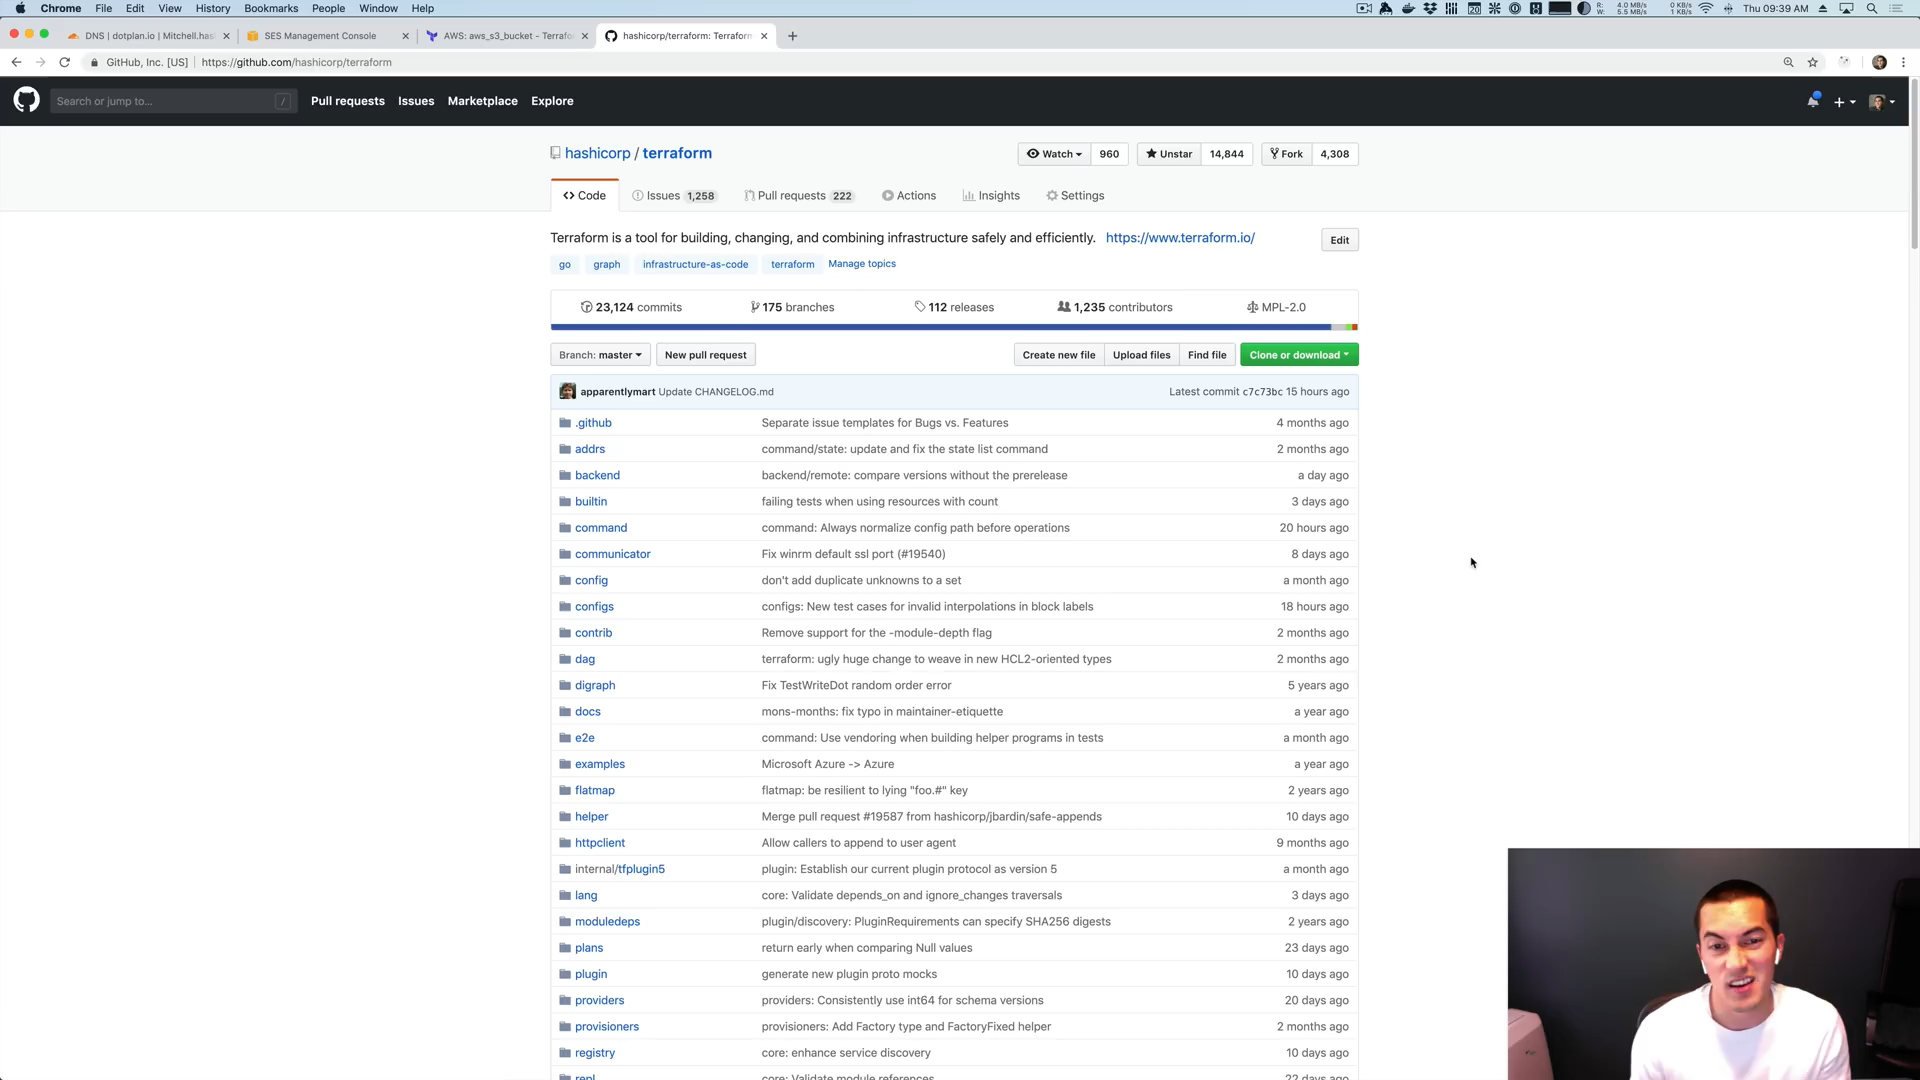 Chrome File Edit View History Bookmarks People Window Help
R: 4.0 MB/s 0 KB/s Thu 09:39 AM
W: 5.5 MB/s 1 KB/s
DNS | dotplan.io | Mitchell.has
SES Management Console
AWS: aws_s3_bucket - Terrafo
hashicorp/terraform: Terraform
GitHub, Inc. [US] https://github.com/hashicorp/terraform
Search or jump to... / Pull requests Issues Marketplace Explore
hashicorp / terraform Watch 960 Unstar 14,844 Fork 4,308
Code Issues 1,258 Pull requests 222 Actions Insights Settings
Terraform is a tool for building, changing, and combining infrastructure safely and efficiently. https://www.terraform.io/ Edit
go graph infrastructure-as-code terraform Manage topics
23,124 commits 175 branches 112 releases 1,235 contributors MPL-2.0
Branch: master New pull request Create new file Upload files Find file Clone or download
apparentlymart Update CHANGELOG.md Latest commit c7c73bc 15 hours ago
.github Separate issue templates for Bugs vs. Features 4 months ago
addrs command/state: update and fix the state list command 2 months ago
backend backend/remote: compare versions without the prerelease a day ago
builtin failing tests when using resources with count 3 days ago
command command: Always normalize config path before operations 20 hours ago
communicator Fix winrm default ssl port (#19540) 8 days ago
config don't add duplicate unknowns to a set a month ago
configs configs: New test cases for invalid interpolations in block labels 18 hours ago
contrib Remove support for the -module-depth flag 2 months ago
dag terraform: ugly huge change to weave in new HCL2-oriented types 2 months ago
digraph Fix TestWriteDot random order error 5 years ago
docs mons-months: fix typo in maintainer-etiquette a year ago
e2e command: Use vendoring when building helper programs in tests a month ago
examples Microsoft Azure -> Azure a year ago
flatmap flatmap: be resilient to lying "foo.#" key 2 years ago
helper Merge pull request #19587 from hashicorp/jbardin/safe-appends 10 days ago
httpclient Allow callers to append to user agent 9 months ago
internal/tfplugin5 plugin: Establish our current plugin protocol as version 5 a month ago
lang core: Validate depends_on and ignore_changes traversals 3 days ago
moduledeps plugin/discovery: PluginRequirements can specify SHA256 digests 2 years ago
plans return early when comparing Null values 23 days ago
plugin generate new plugin proto mocks 10 days ago
providers providers: Consistently use int64 for schema versions 20 days ago
provisioners provisioners: Add Factory type and FactoryFixed helper 2 months ago
registry core: enhance service discovery 10 days ago
repl core: Validate module references 22 days ago